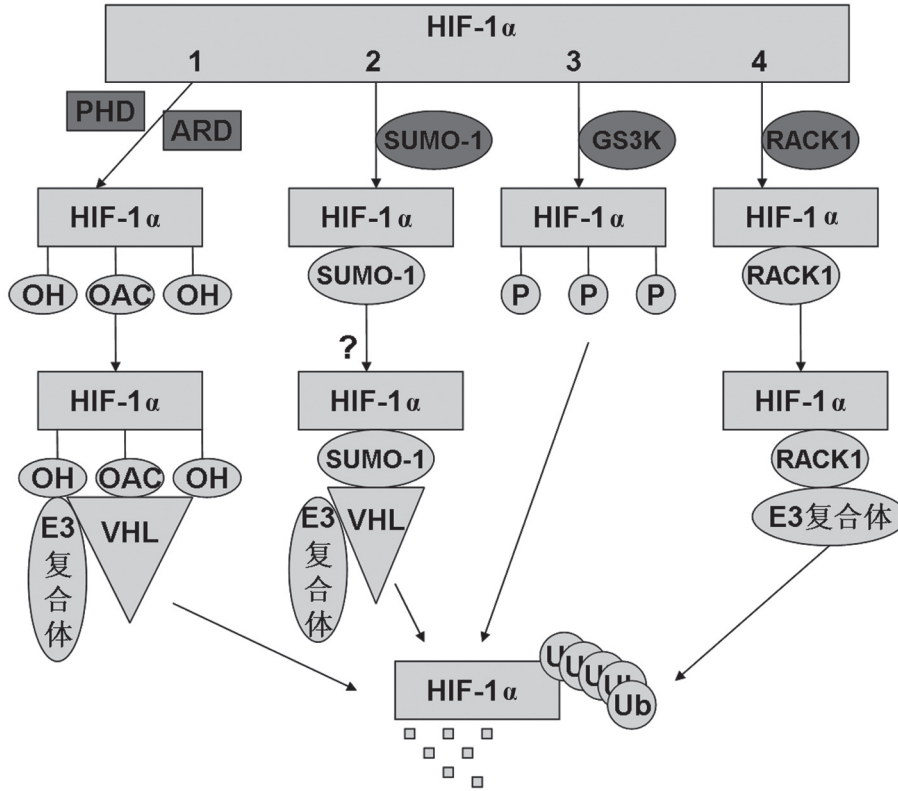 HIF-1α
1 2 3 4
PHD
ARD
SUMO-1
GS3K
RACK1
HIF-1α
HIF-1α
HIF-1α
HIF-1α
OH OAC OH
SUMO-1
P P P
RACK1
?
HIF-1α
HIF-1α
HIF-1α
OH OAC OH
SUMO-1
RACK1
E3
复
合
体
VHL
E3
复
合
体
VHL
E3复合体
HIF-1α
U
U
U
U
Ub